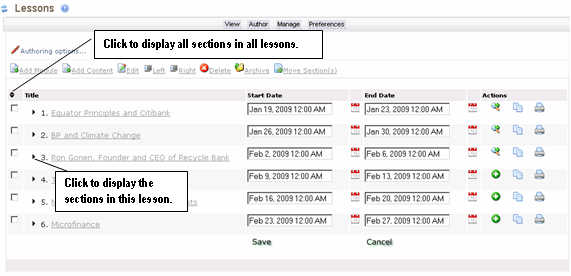 Lessons
View Author Manage Preferences
Click to display all sections in all lessons.
Authoring options...
Add Module Add Content Edit Left Right Delete Archive Move Section(s)
Title Start Date End Date Actions
1. Equator Principles and Citibank Jan 19, 2009 12:00 AM Jan 23, 2009 12:00 AM
2. BP and Climate Change Jan 26, 2009 12:00 AM Jan 30, 2009 12:00 AM
3. Ron Gonen, Founder and CEO of Recycle Bank Feb 2, 2009 12:00 AM Feb 6, 2009 12:00 AM
Click to display the
sections in this lesson.
4. Feb 9, 2009 12:00 AM Feb 13, 2009 12:00 AM
5. Feb 16, 2009 12:00 AM Feb 20, 2009 12:00 AM
6. Microfinance Feb 23, 2009 12:00 AM Feb 27, 2009 12:00 AM
Save Cancel